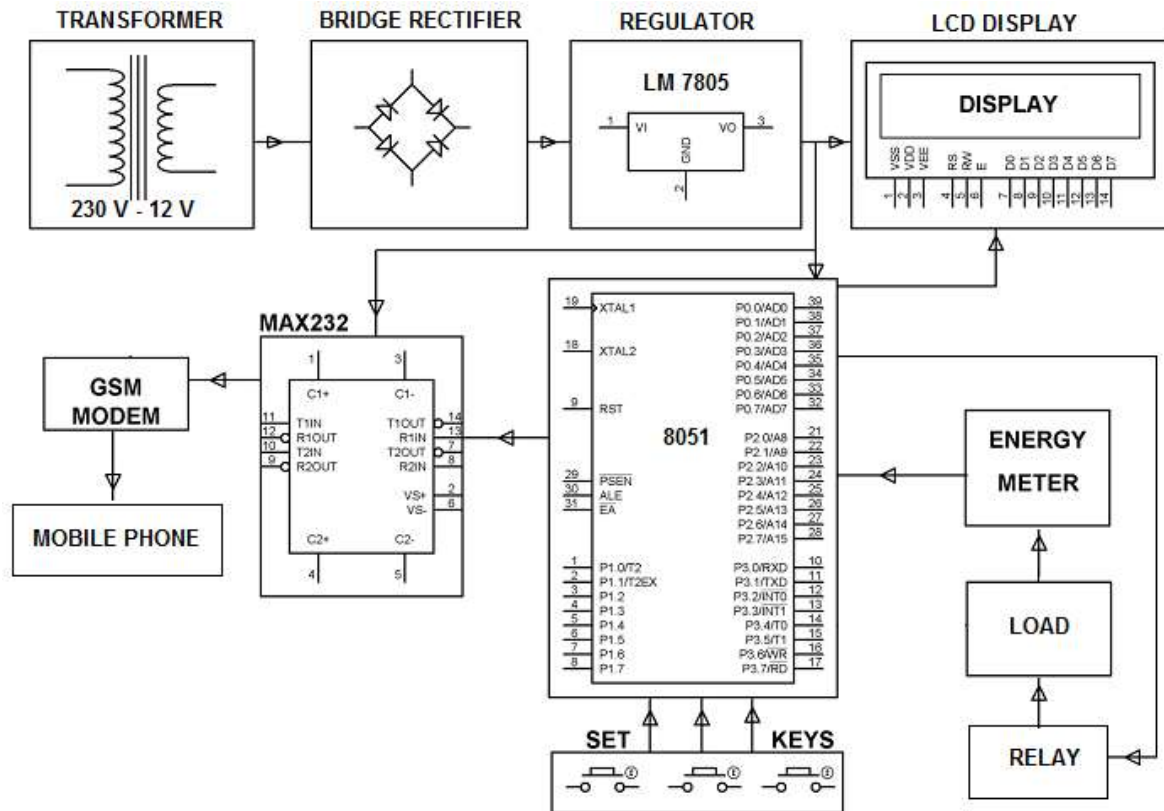 TRANSFORMER
230 V - 12 V
BRIDGE RECTIFIER
REGULATOR
LM 7805
1 VI VO 3
GND
2
LCD DISPLAY
DISPLAY
VSS VDD VEE RS RW E D0 D1 D2 D3 D4 D5 D6 D7
1 2 3 4 5 6 7 8 9 10 11 12 13 14
MAX232
1 3
C1+ C1-
11 T1IN T1OUT 14
12 R1OUT R1IN 13
10 T2IN T2OUT 7
9 R2OUT R2IN 8
VS+ 2
VS- 6
C2+ C2-
4 5
GSM
MODEM
MOBILE PHONE
8051
19 XTAL1 P0.0/AD0 39
P0.1/AD1 38
P0.2/AD2 37
18 XTAL2 P0.3/AD3 36
P0.4/AD4 35
P0.5/AD5 34
P0.6/AD6 33
9 RST P0.7/AD7 32
P2.0/A8 21
P2.1/A9 22
P2.2/A10 23
29 PSEN P2.3/A11 24
30 ALE P2.4/A12 25
31 EA P2.5/A13 26
P2.6/A14 27
P2.7/A15 28
1 P1.0/T2 P3.0/RXD 10
2 P1.1/T2EX P3.1/TXD 11
3 P1.2 P3.2/INT0 12
4 P1.3 P3.3/INT1 13
5 P1.4 P3.4/T0 14
6 P1.5 P3.5/T1 15
7 P1.6 P3.6/WR 16
8 P1.7 P3.7/RD 17
ENERGY
METER
LOAD
RELAY
SET KEYS
E E E